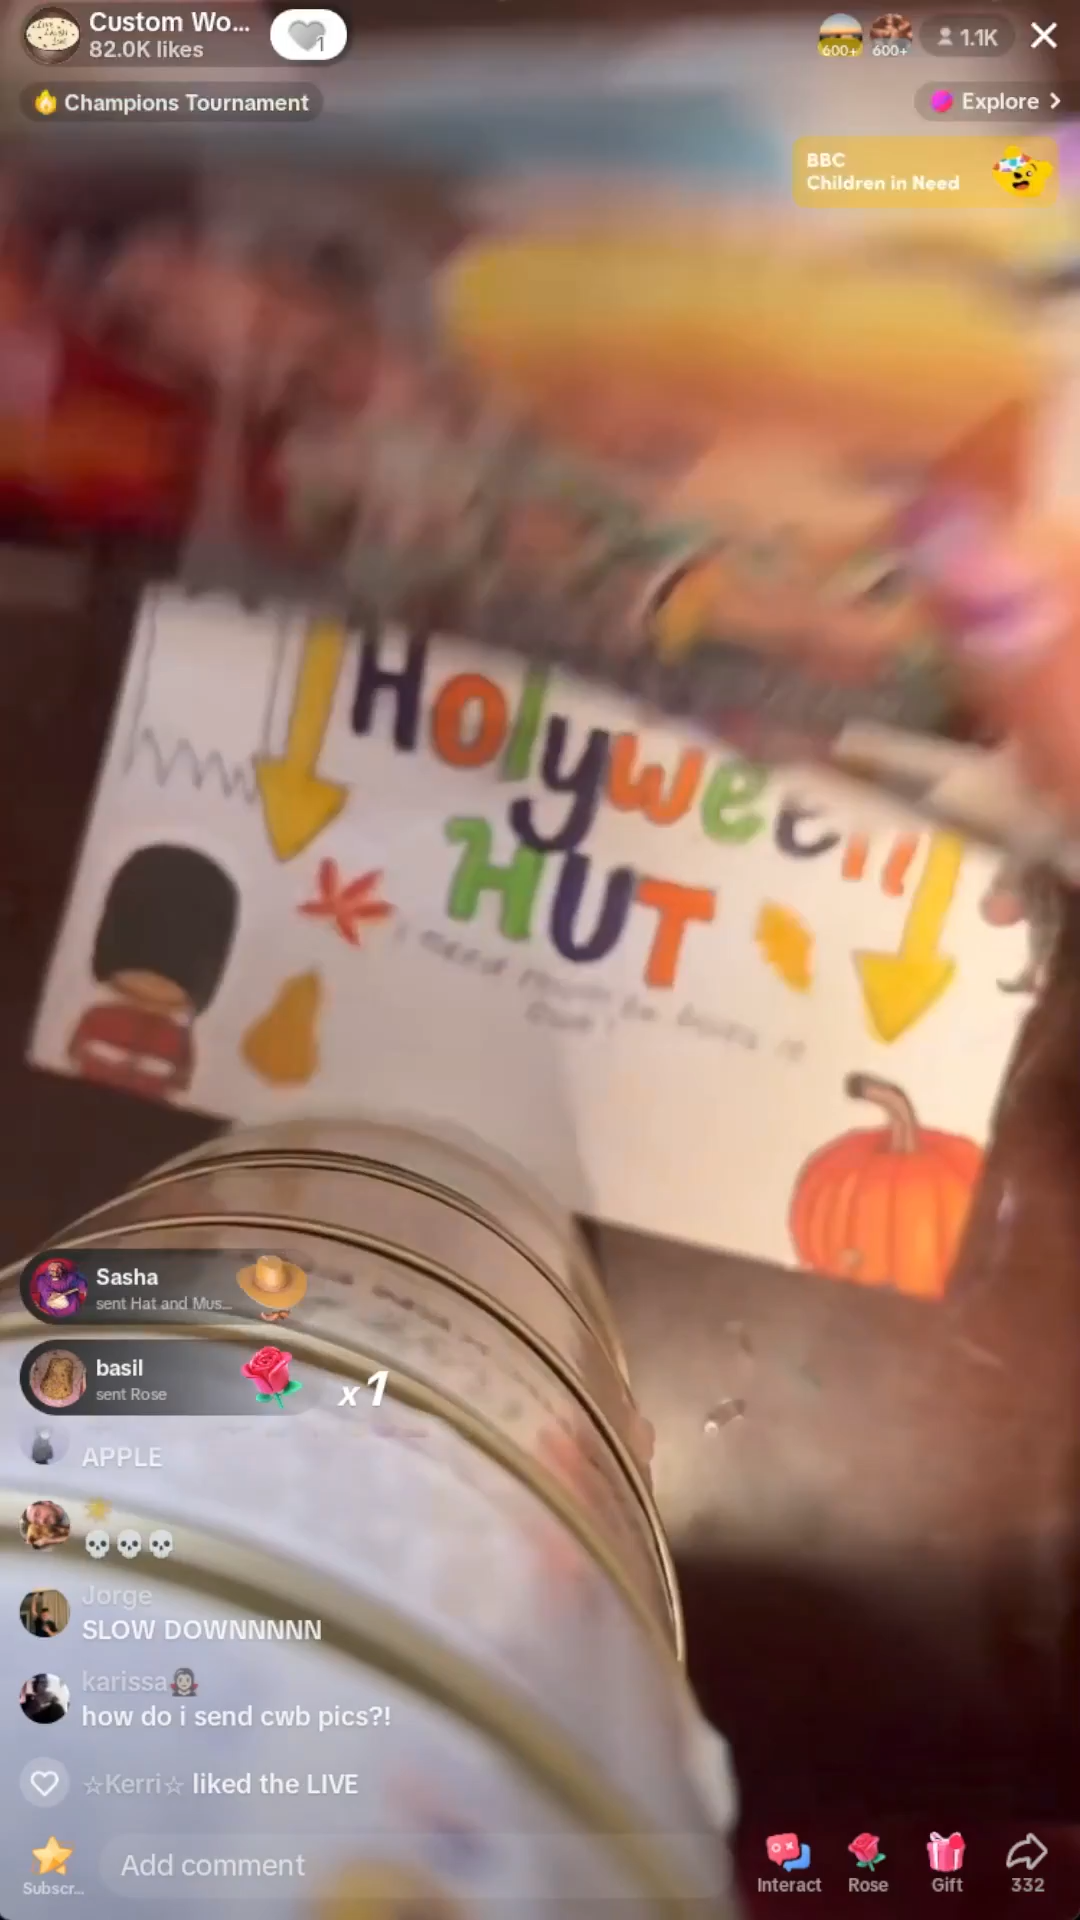 Custom Wo...
82.0K likes
1
600+
600+
1.1K
Champions Tournament
Explore
BBC
Children in Need
Holyween
HUT
Sasha
sent Hat and Mus...
basil
sent Rose
x1
APPLE
Jorge
SLOW DOWNNNNN
karissa
how do i send cwb pics?!
☆Kerri☆ liked the LIVE
Subscr...
Add comment
Interact
Rose
Gift
332